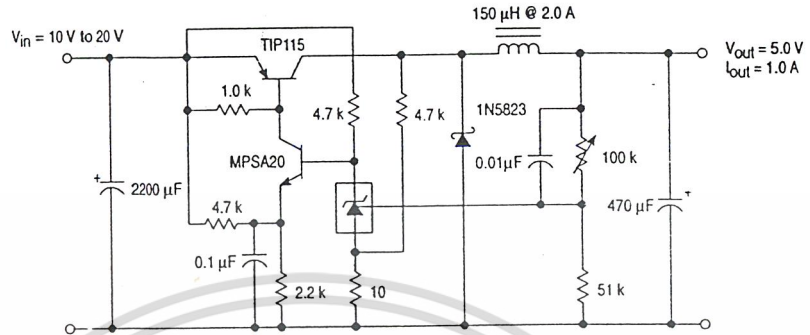 150 μH @ 2.0 A
Vin = 10 V to 20 V
TIP115
Vout = 5.0 V
Iout = 1.0 A
1.0 k
4.7 k
4.7 k
1N5823
MPSA20
0.01μF
100 k
+
2200 μF
4.7 k
470 μF
+
0.1 μF
2.2 k
10
51 k